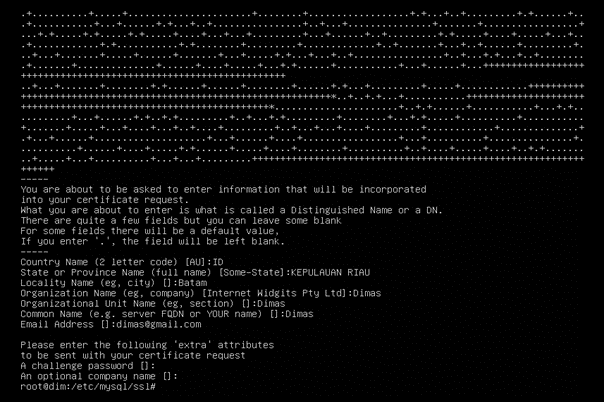 -----
You are about to be asked to enter information that will be incorporated
into your certificate request.
What you are about to enter is what is called a Distinguished Name or a DN.
There are quite a few fields but you can leave some blank
For some fields there will be a default value,
If you enter '.', the field will be left blank.
-----
Country Name (2 letter code) [AU]:ID
State or Province Name (full name) [Some-State]:KEPULAUAN RIAU
Locality Name (eg, city) []:Batam
Organization Name (eg, company) [Internet Widgits Pty Ltd]:Dimas
Organizational Unit Name (eg, section) []:Dimas
Common Name (e.g. server FQDN or YOUR name) []:Dimas
Email Address []:dimas@gmail.com
Please enter the following 'extra' attributes
to be sent with your certificate request
A challenge password []:
An optional company name []:
root@dim:/etc/mysql/ssl#